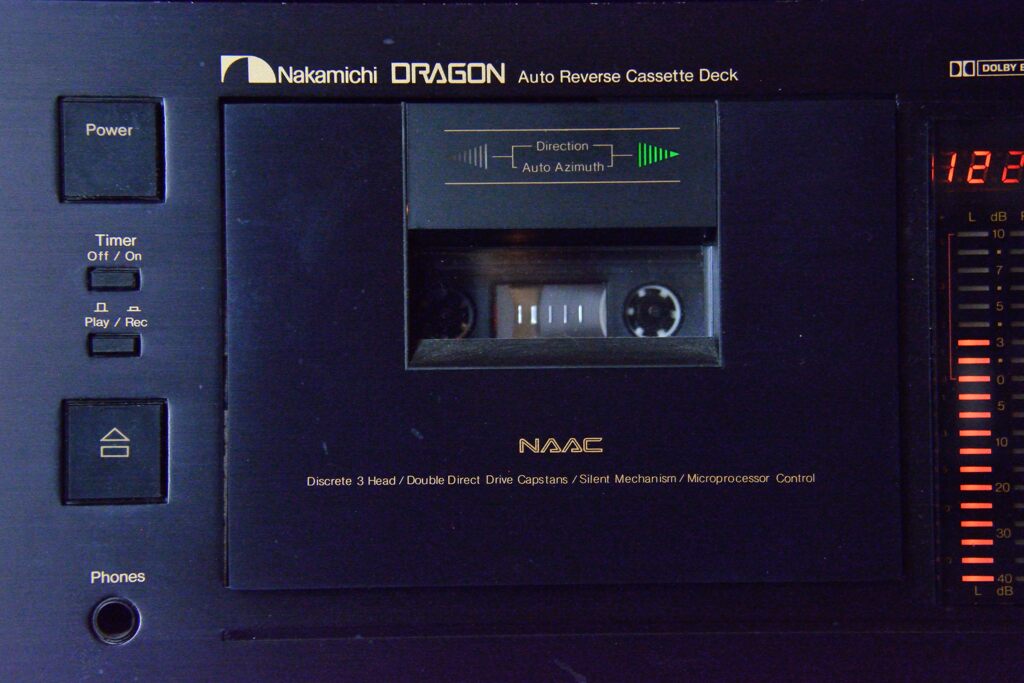 Nakamichi DRAGON Auto Reverse Cassette Deck
DOLBY
Power
Direction
Auto Azimuth
122
Timer
Off / On
Play / Rec
L dB
10
7
5
3
0
5
10
20
30
40
L dB
NAAC
Discrete 3 Head / Double Direct Drive Capstans / Silent Mechanism / Microprocessor Control
Phones